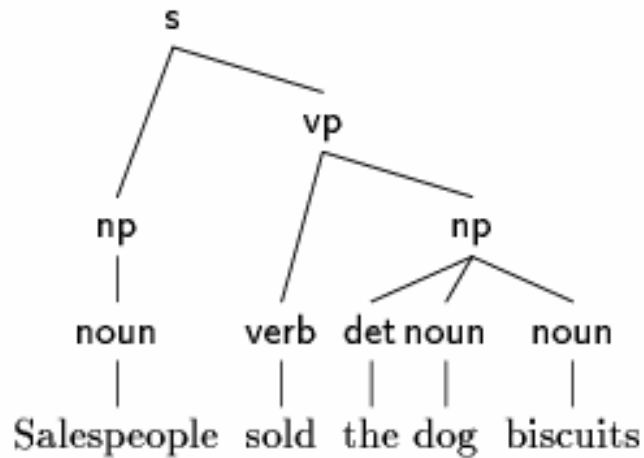 s
vp
np np
noun verb det noun noun
Salespeople sold the dog biscuits